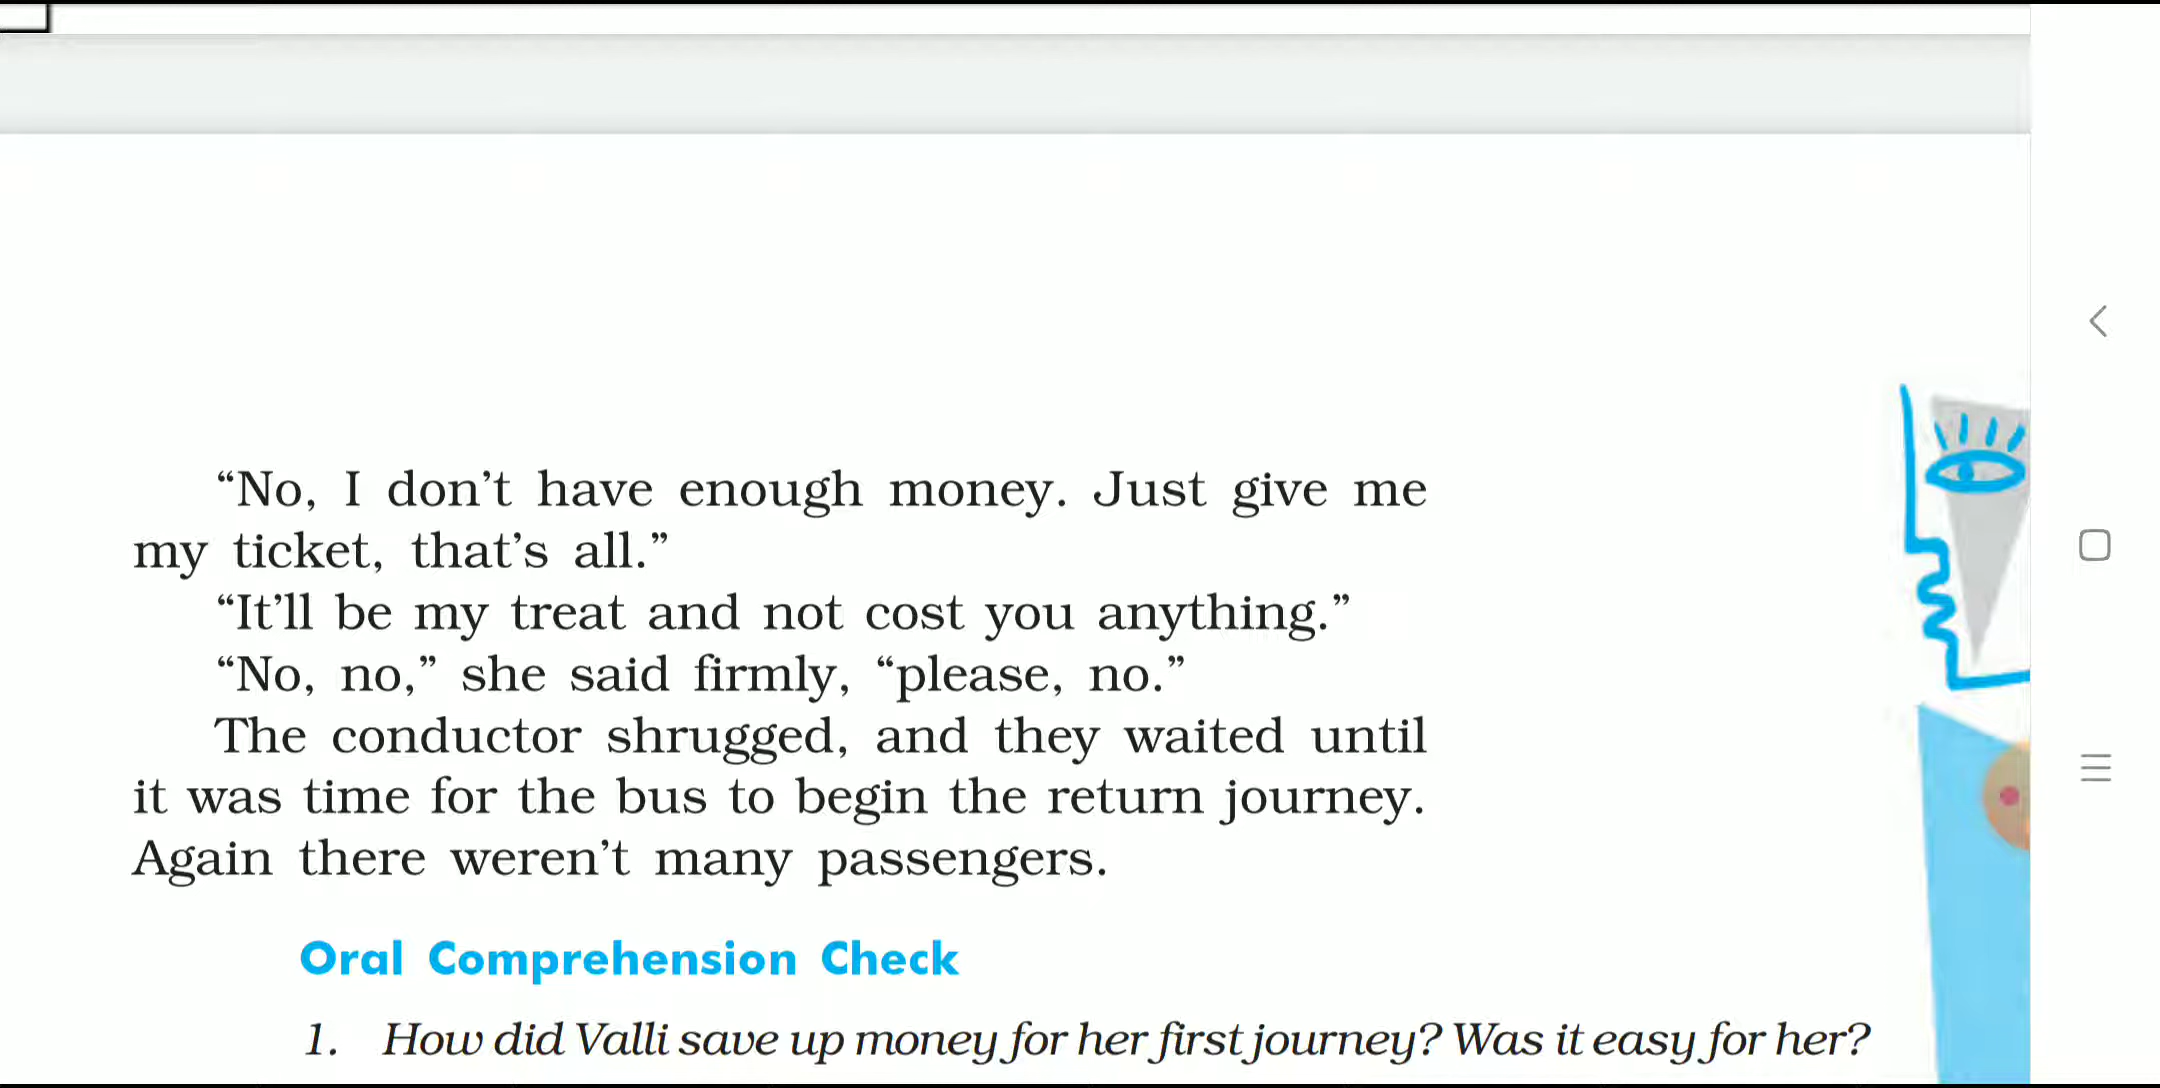 “No, I don’t have enough money. Just give me
my ticket, that’s all.”
“It’ll be my treat and not cost you anything.”
“No, no,” she said firmly, “please, no.”
The conductor shrugged, and they waited until
it was time for the bus to begin the return journey.
Again there weren’t many passengers.
Oral Comprehension Check
1. How did Valli save up money for her first journey? Was it easy for her?